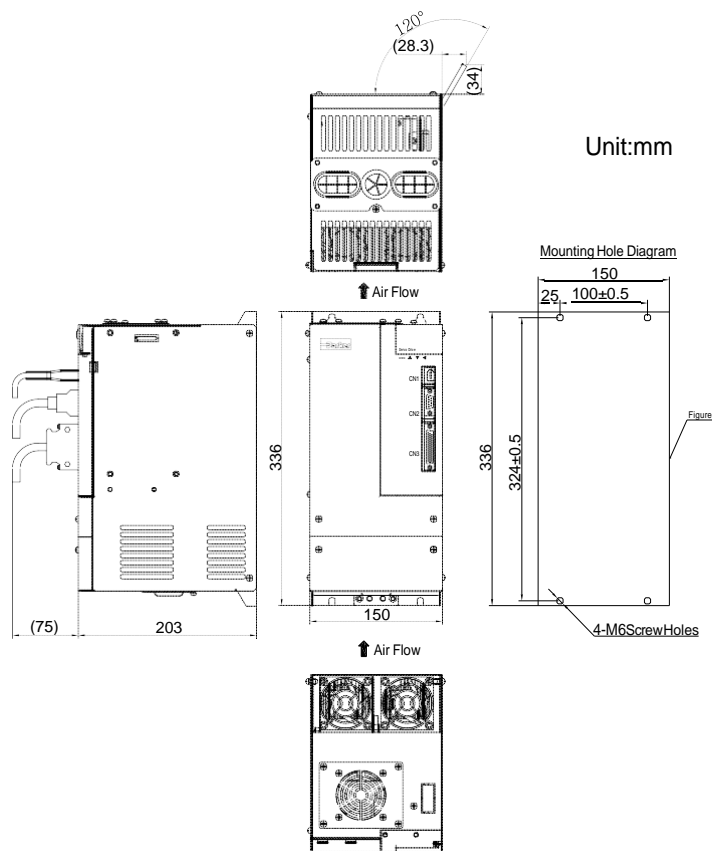 120°
(28.3)
(34)
Unit:mm
Mounting Hole Diagram
150
25
100±0.5
Air Flow
CN1
CN2
CN3
336
336
324±0.5
Figure
(75)
203
150
4-M6ScrewHoles
Air Flow